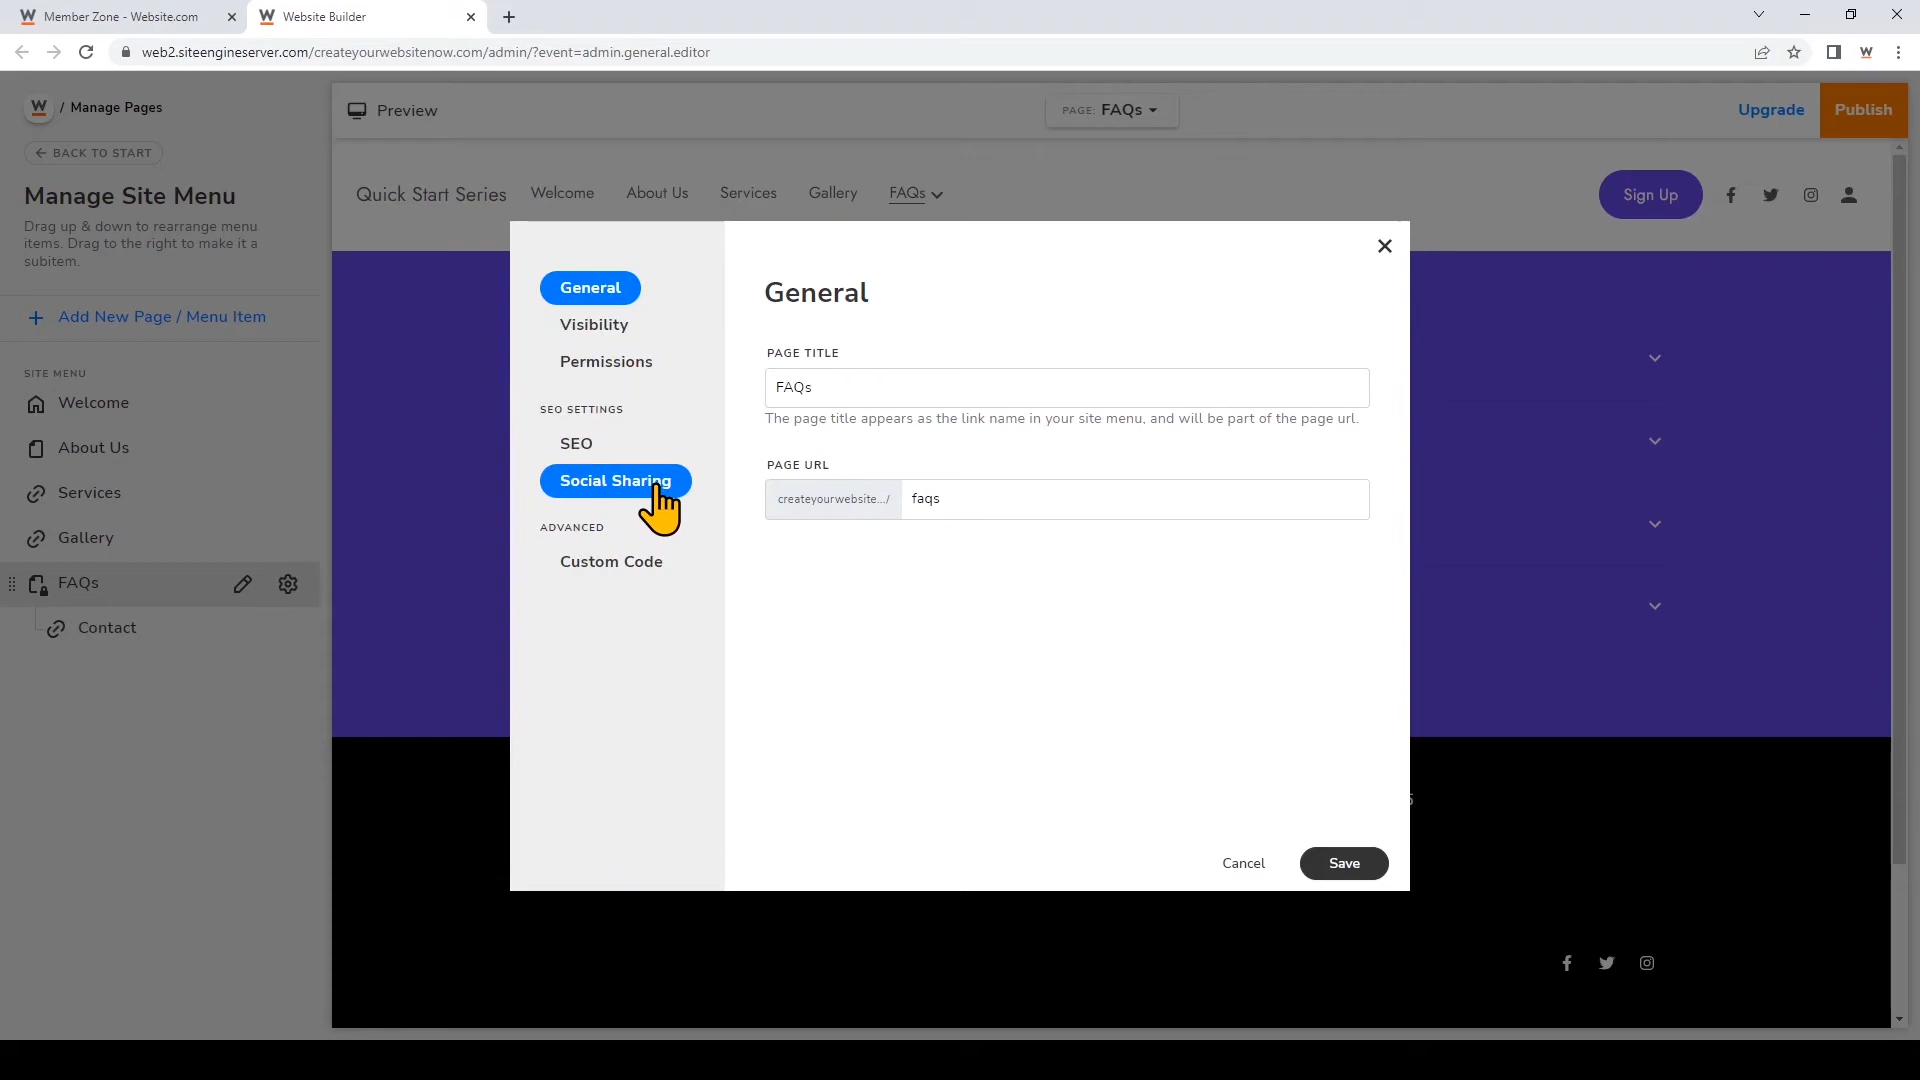 Member Zone - Website.com
Website Builder
web2.siteengineserver.com/createyourwebsitenow.com/admin/?event=admin.general.editor
W / Manage Pages
BACK TO START
Manage Site Menu
Drag up & down to rearrange menu
items. Drag to the right to make it a
subitem.
Add New Page / Menu Item
SITE MENU
Welcome
About Us
Services
Gallery
FAQs
Contact
Preview
PAGE: FAQs
Upgrade
Publish
Quick Start Series
Welcome
About Us
Services
Gallery
FAQs
Sign Up
General
Visibility
Permissions
SEO SETTINGS
SEO
Social Sharing
ADVANCED
Custom Code
General
PAGE TITLE
FAQs
The page title appears as the link name in your site menu, and will be part of the page url.
PAGE URL
createyourwebsite.../
faqs
Cancel
Save